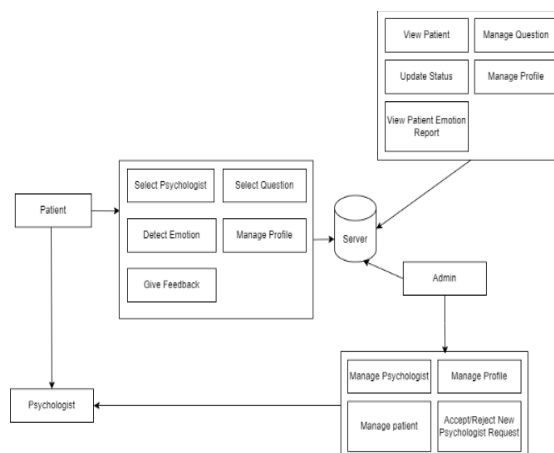 View Patient
Manage Question
Update Status
Manage Profile
View Patient Emotion
Report
Select Psychologist
Select Question
Patient
Detect Emotion
Manage Profile
Server
Give Feedback
Admin
Psychologist
Manage Psychologist
Manage Profile
Manage patient
Accept/Reject New
Psychologist Request